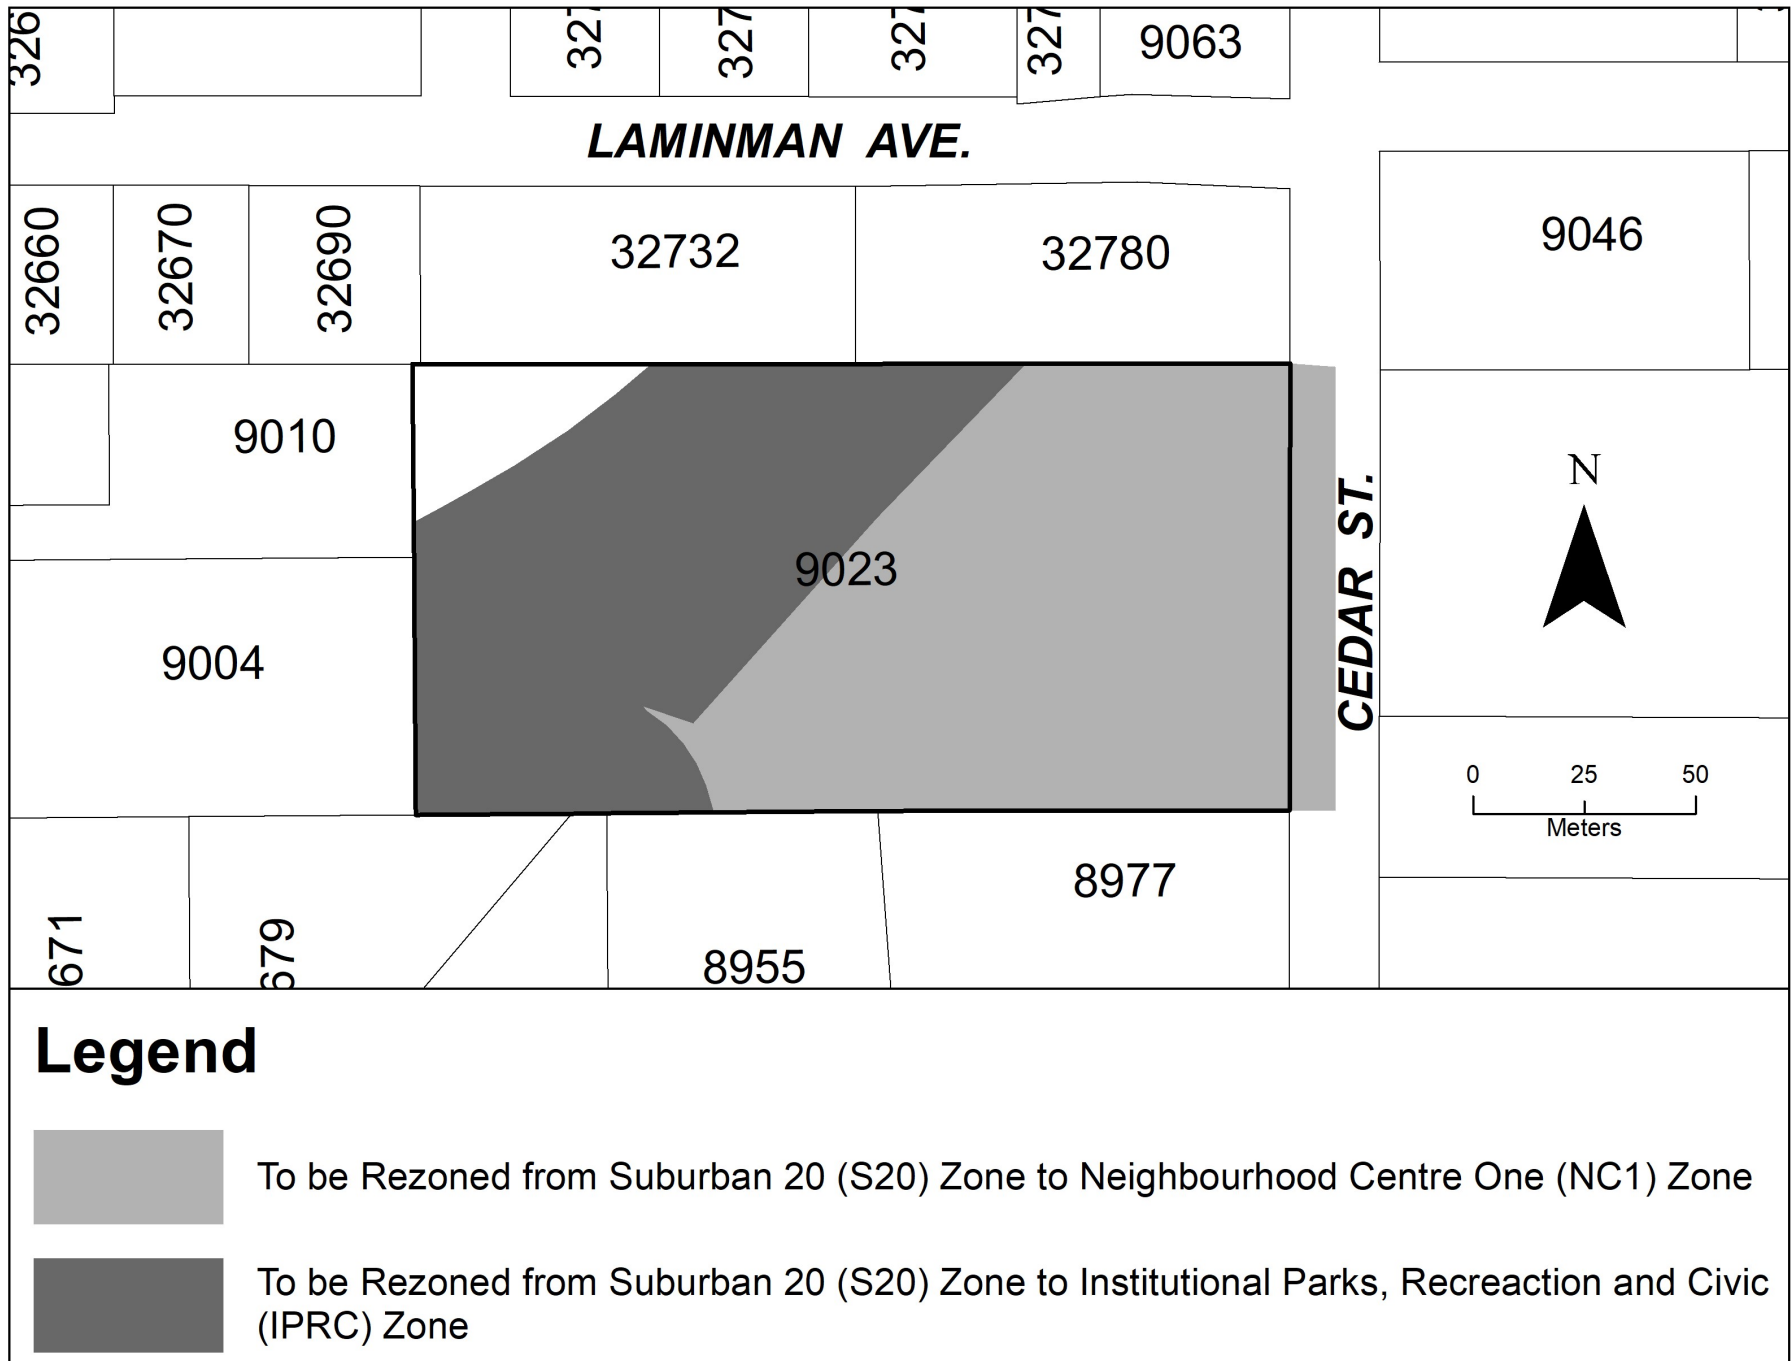 9063
LAMINMAN AVE.
32660
32670
32690
32732
32780
9046
9010
N
CEDAR ST.
9023
9004
0 25 50
Meters
8977
671
679
8955
Legend
To be Rezoned from Suburban 20 (S20) Zone to Neighbourhood Centre One (NC1) Zone
To be Rezoned from Suburban 20 (S20) Zone to Institutional Parks, Recreaction and Civic
(IPRC) Zone